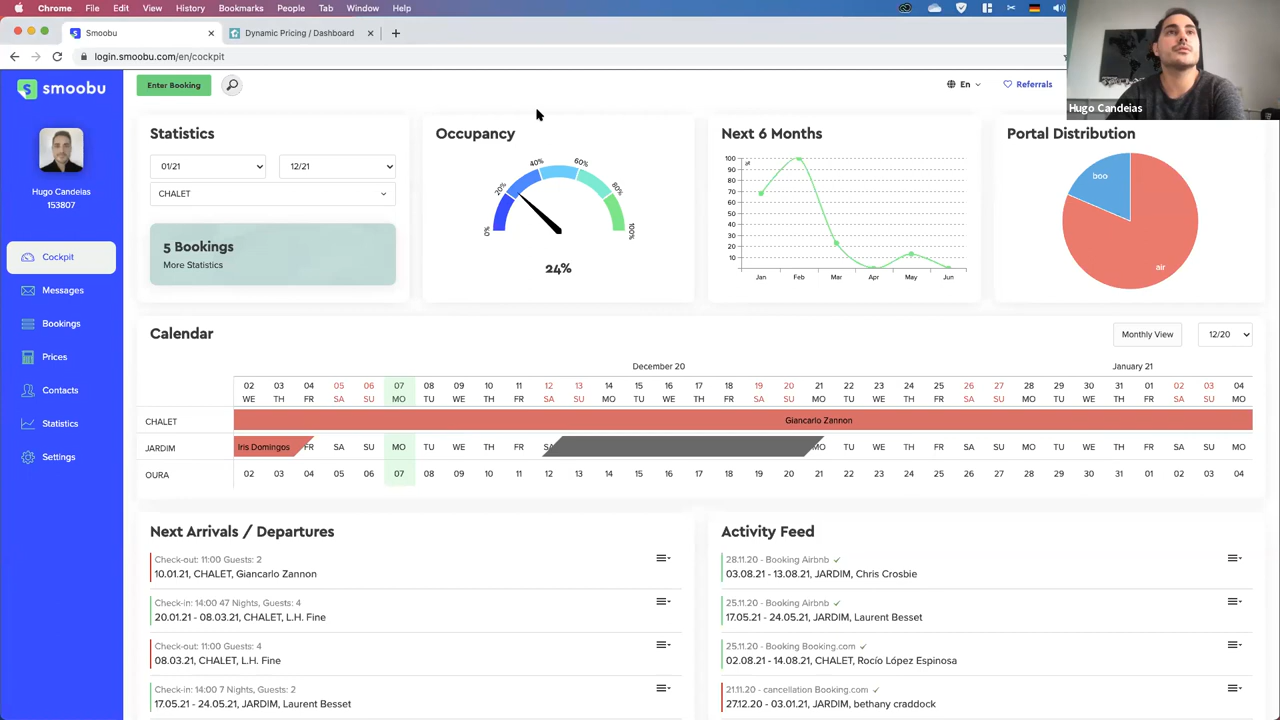 Chrome File Edit View History Bookmarks People Tab Window Help
Smoobu
Dynamic Pricing / Dashboard
login.smoobu.com/en/cockpit
smoobu
Enter Booking
En
Referrals
Hugo Candeias
Hugo Candeias
153807
Cockpit
Messages
Bookings
Prices
Contacts
Statistics
Settings
Statistics
01/21 12/21
CHALET
5 Bookings
More Statistics
Occupancy
0% 20% 40% 60% 80% 100%
24%
Next 6 Months
%
100
90
80
70
60
50
40
30
20
10
Jan Feb Mar Apr May Jun
Portal Distribution
boo
air
Calendar
Monthly View
12/20
December 20 January 21
02 03 04 05 06 07 08 09 10 11 12 13 14 15 16 17 18 19 20 21 22 23 24 25 26 27 28 29 30 31 01 02 03 04
WE TH FR SA SU MO TU WE TH FR SA SU MO TU WE TH FR SA SU MO TU WE TH FR SA SU MO TU WE TH FR SA SU MO
CHALET Giancarlo Zannon
JARDIM Iris Domingos FR SA SU MO TU WE TH FR SA MO TU WE TH FR SA SU MO TU WE TH FR SA SU MO
OURA 02 03 04 05 06 07 08 09 10 11 12 13 14 15 16 17 18 19 20 21 22 23 24 25 26 27 28 29 30 31 01 02 03 04
Next Arrivals / Departures
Check-out: 11:00 Guests: 2
10.01.21, CHALET, Giancarlo Zannon
Check-in: 14:00 47 Nights, Guests: 4
20.01.21 - 08.03.21, CHALET, L.H. Fine
Check-out: 11:00 Guests: 4
08.03.21, CHALET, L.H. Fine
Check-in: 14:00 7 Nights, Guests: 2
17.05.21 - 24.05.21, JARDIM, Laurent Besset
Activity Feed
28.11.20 - Booking Airbnb
03.08.21 - 13.08.21, JARDIM, Chris Crosbie
25.11.20 - Booking Airbnb
17.05.21 - 24.05.21, JARDIM, Laurent Besset
25.11.20 - Booking Booking.com
02.08.21 - 14.08.21, CHALET, Rocío López Espinosa
21.11.20 - cancellation Booking.com
27.12.20 - 03.01.21, JARDIM, bethany craddock